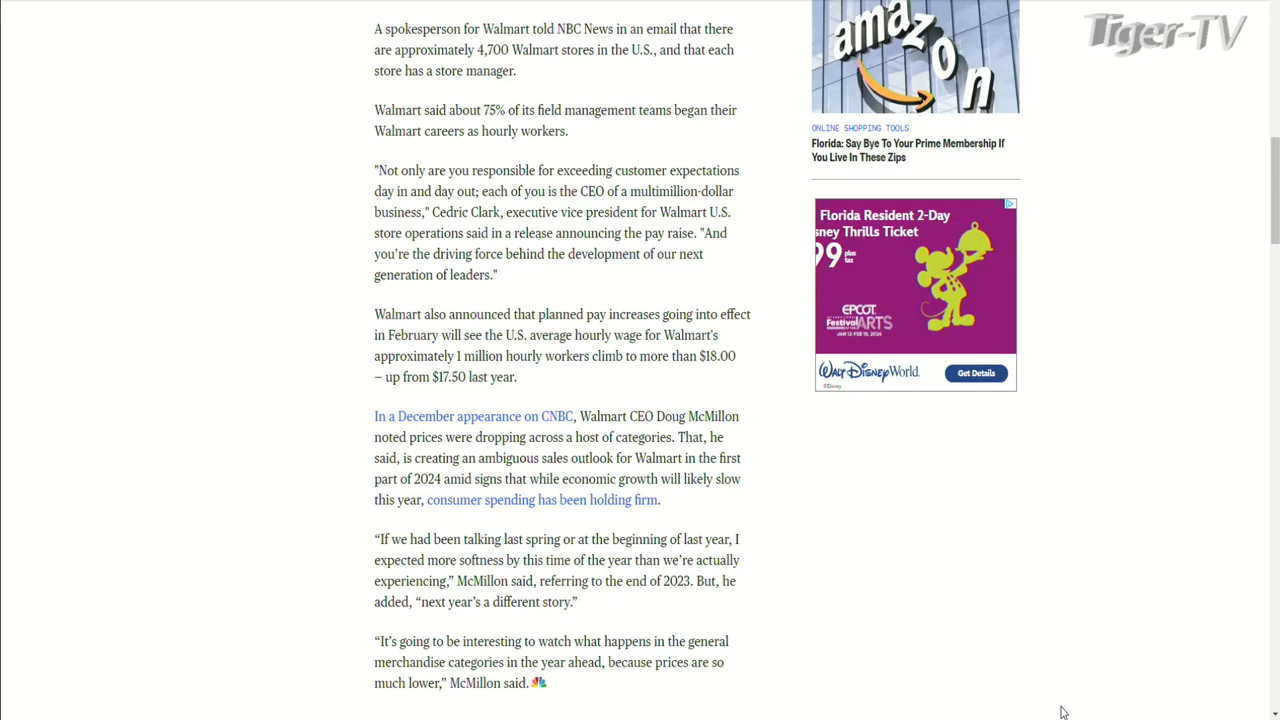 A spokesperson for Walmart told NBC News in an email that there
are approximately 4,700 Walmart stores in the U.S., and that each
store has a store manager.
Walmart said about 75% of its field management teams began their
Walmart careers as hourly workers.
"Not only are you responsible for exceeding customer expectations
day in and day out; each of you is the CEO of a multimillion-dollar
business," Cedric Clark, executive vice president for Walmart U.S.
store operations said in a release announcing the pay raise. "And
you're the driving force behind the development of our next
generation of leaders."
Walmart also announced that planned pay increases going into effect
in February will see the U.S. average hourly wage for Walmart's
approximately 1 million hourly workers climb to more than $18.00
– up from $17.50 last year.
In a December appearance on CNBC, Walmart CEO Doug McMillon
noted prices were dropping across a host of categories. That, he
said, is creating an ambiguous sales outlook for Walmart in the first
part of 2024 amid signs that while economic growth will likely slow
this year, consumer spending has been holding firm.
“If we had been talking last spring or at the beginning of last year, I
expected more softness by this time of the year than we’re actually
experiencing,” McMillon said, referring to the end of 2023. But, he
added, “next year’s a different story.”
“It’s going to be interesting to watch what happens in the general
merchandise categories in the year ahead, because prices are so
much lower,” McMillon said.
amazon
ONLINE SHOPPING TOOLS
Florida: Say Bye To Your Prime Membership If
You Live In These Zips
Florida Resident 2-Day
sney Thrills Ticket
99 plus
tax
EPCOT
INTERNATIONAL
Festival of the ARTS
JAN 12-FEB 19, 2024
Walt Disney World.
Get Details
©Disney
Tiger-TV